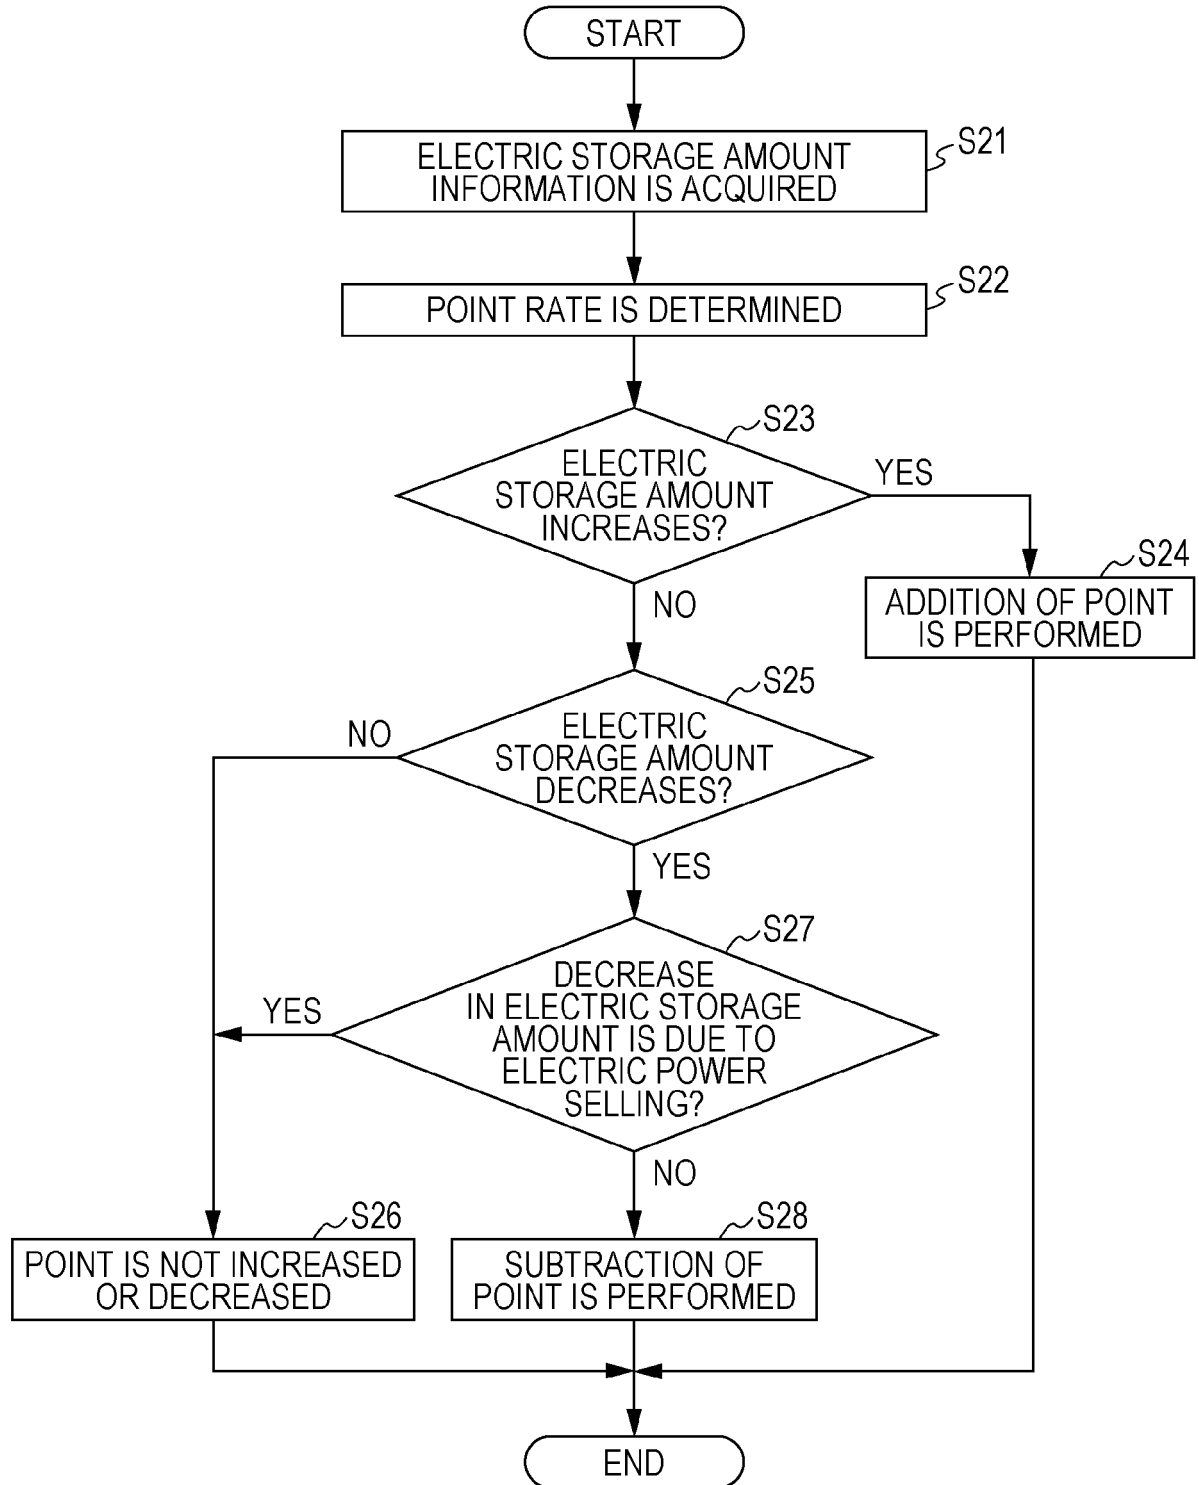 START
S21
ELECTRIC STORAGE AMOUNT
INFORMATION IS ACQUIRED
S22
POINT RATE IS DETERMINED
S23
ELECTRIC
STORAGE AMOUNT
INCREASES?
YES
NO
S24
ADDITION OF POINT
IS PERFORMED
S25
ELECTRIC
STORAGE AMOUNT
DECREASES?
NO
YES
S27
DECREASE
IN ELECTRIC STORAGE
AMOUNT IS DUE TO
ELECTRIC POWER
SELLING?
YES
NO
S26
POINT IS NOT INCREASED
OR DECREASED
S28
SUBTRACTION OF
POINT IS PERFORMED
END